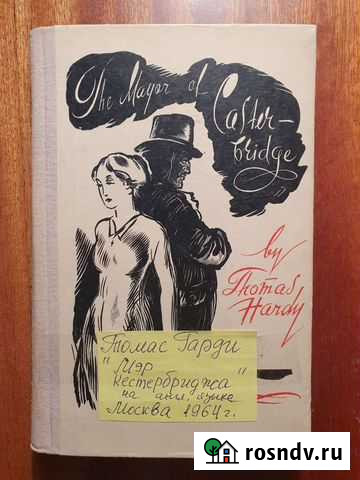 The Mayor of
Caster-
bridge
by
Thomas
Hardy
Томас Гарди
"Мэр
Кестербриджа"
на англ. языке
Москва 1964г.
rosndv.ru